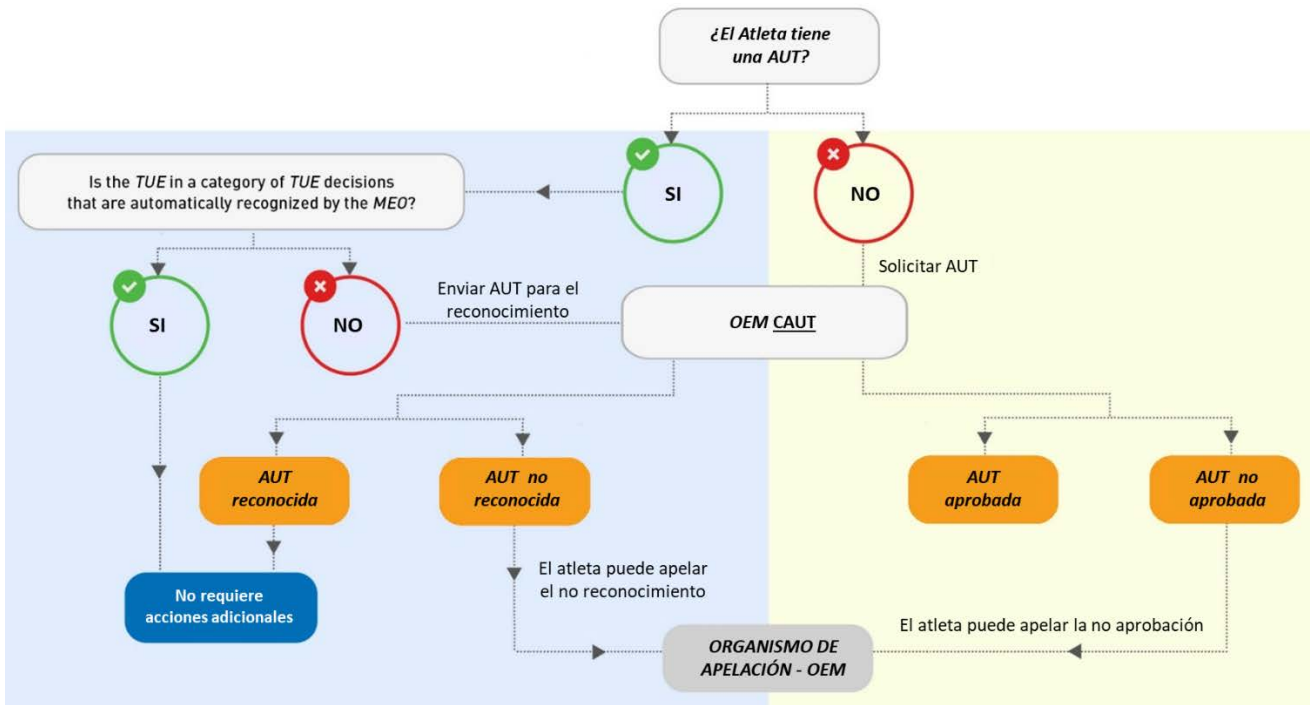 ¿El Atleta tiene
una AUT?
SI
NO
Is the TUE in a category of TUE decisions
that are automatically recognized by the MEO?
SI
NO
Enviar AUT para el
reconocimiento
Solicitar AUT
OEM CAUT
AUT
reconocida
AUT no
reconocida
AUT
aprobada
AUT no
aprobada
No requiere
acciones adicionales
El atleta puede apelar
el no reconocimiento
El atleta puede apelar la no aprobación
ORGANISMO DE
APELACIÓN - OEM